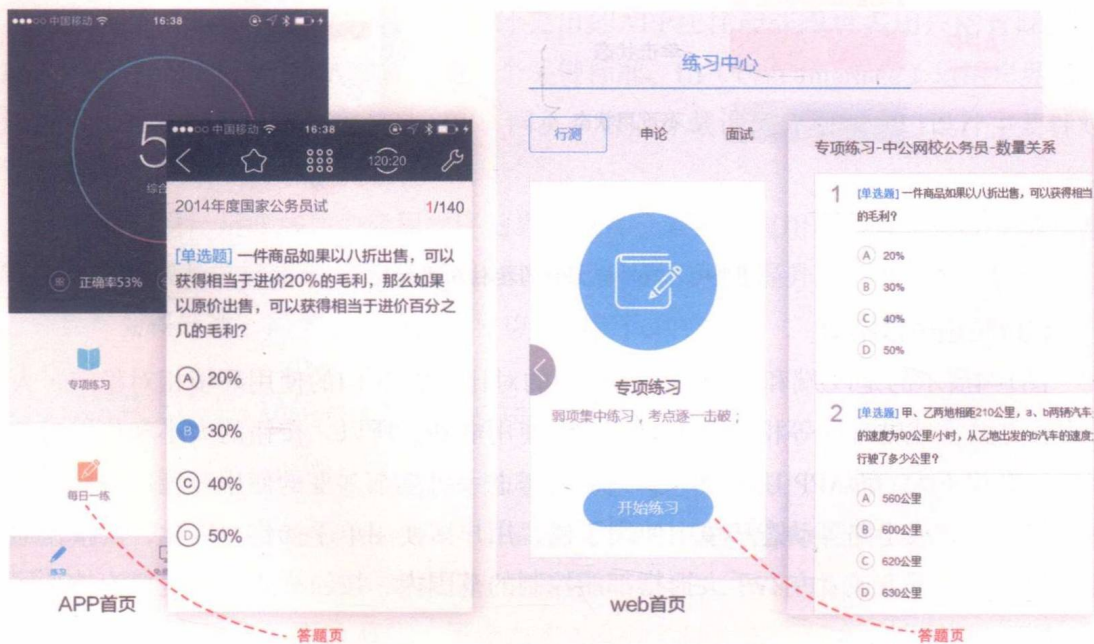 中国移动
16:38
5
综合
正确率53%
专项练习
每日一练
练习
APP首页
中国移动
16:38
120:20
2014年度国家公务员试
1/140
[单选题] 一件商品如果以八折出售，可以
获得相当于进价20%的毛利，那么如果
以原价出售，可以获得相当于进价百分之
几的毛利？
A 20%
B 30%
C 40%
D 50%
答题页
练习中心
行测
申论
面试
专项练习
弱项集中练习，考点逐一击破；
开始练习
web首页
专项练习-中公网校公务员-数量关系
1 [单选题] 一件商品如果以八折出售，可以获得相当
的毛利？
A 20%
B 30%
C 40%
D 50%
2 [单选题] 甲、乙两地相距210公里，a、b两辆汽车
的速度为90公里/小时，从乙地出发的b汽车的速度
行驶了多少公里？
A 560公里
B 600公里
C 620公里
D 630公里
答题页